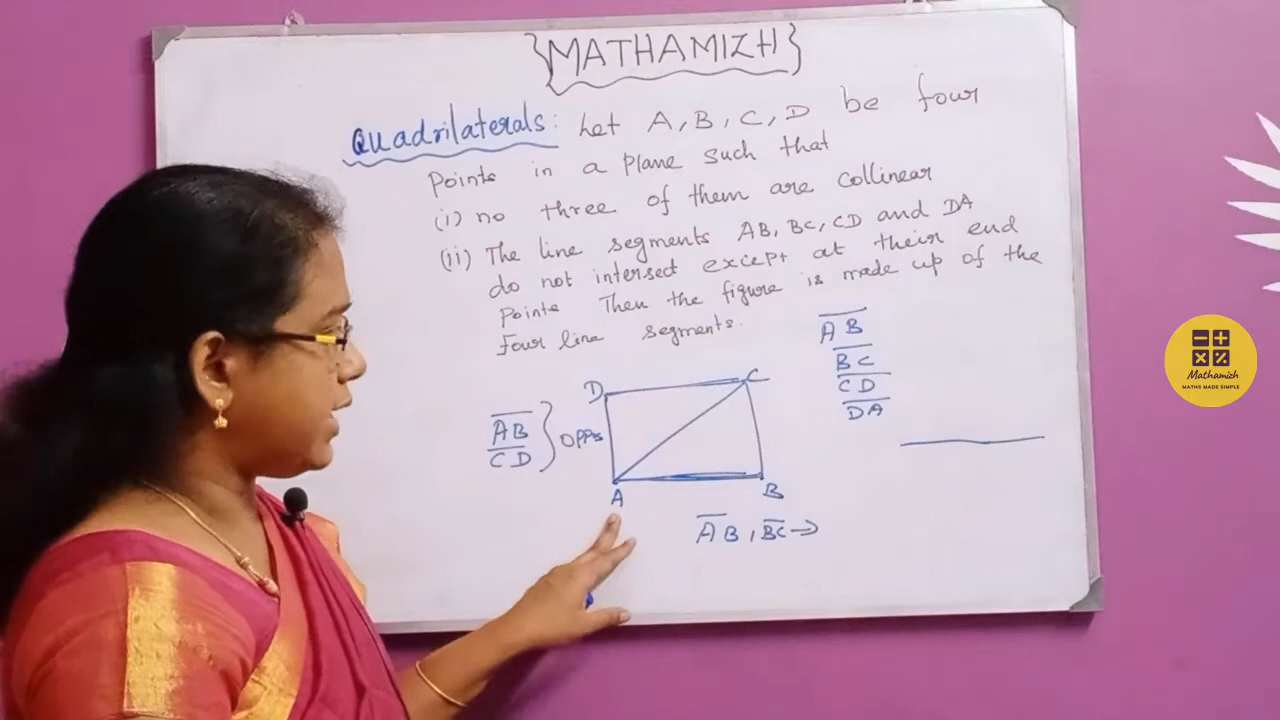 MATHAMIZH
Quadrilaterals: Let A, B, C, D be four
Points in a plane such that
(i) no three of them are collinear
(ii) The line segments AB, BC, CD and DA
do not intersect except at their end
Points Then the figure is made up of the
four line segments.
AB
BC
CD
DA
D C
AB
CD } opps
A B
AB, BC →
Mathamizh
MATHS MADE SIMPLE